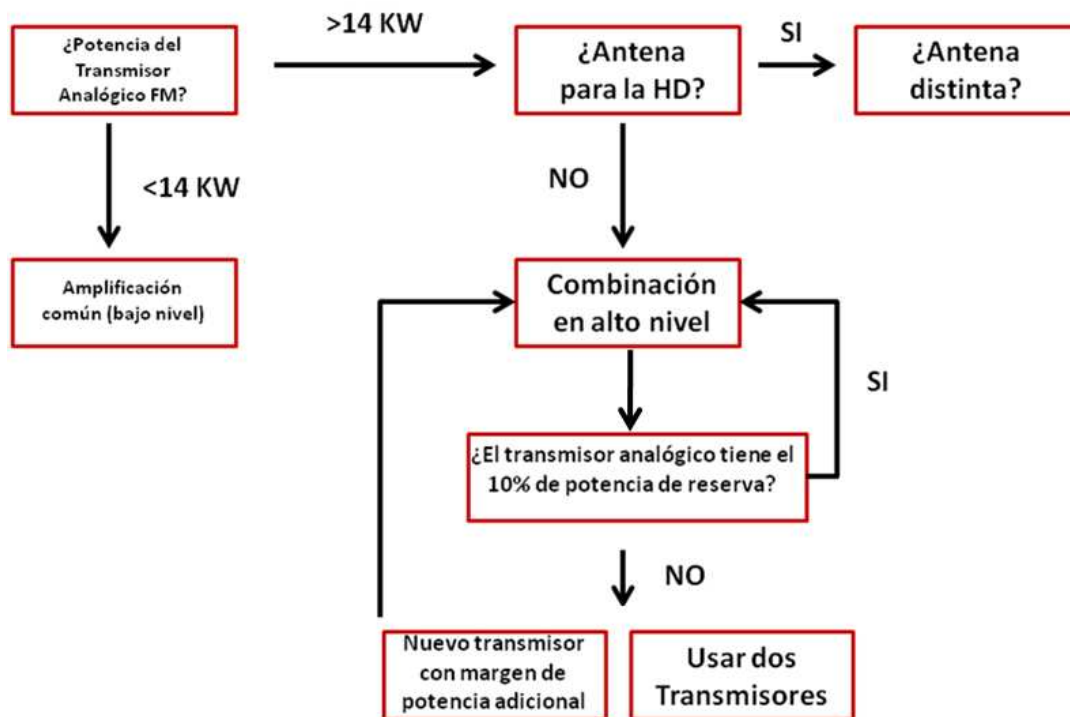 ¿Potencia del
Transmisor
Analógico FM?
>14 KW
¿Antena
para la HD?
SI
¿Antena
distinta?
<14 KW
NO
Amplificación
común (bajo nivel)
Combinación
en alto nivel
SI
¿El transmisor analógico tiene el
10% de potencia de reserva?
NO
Nuevo transmisor
con margen de
potencia adicional
Usar dos
Transmisores